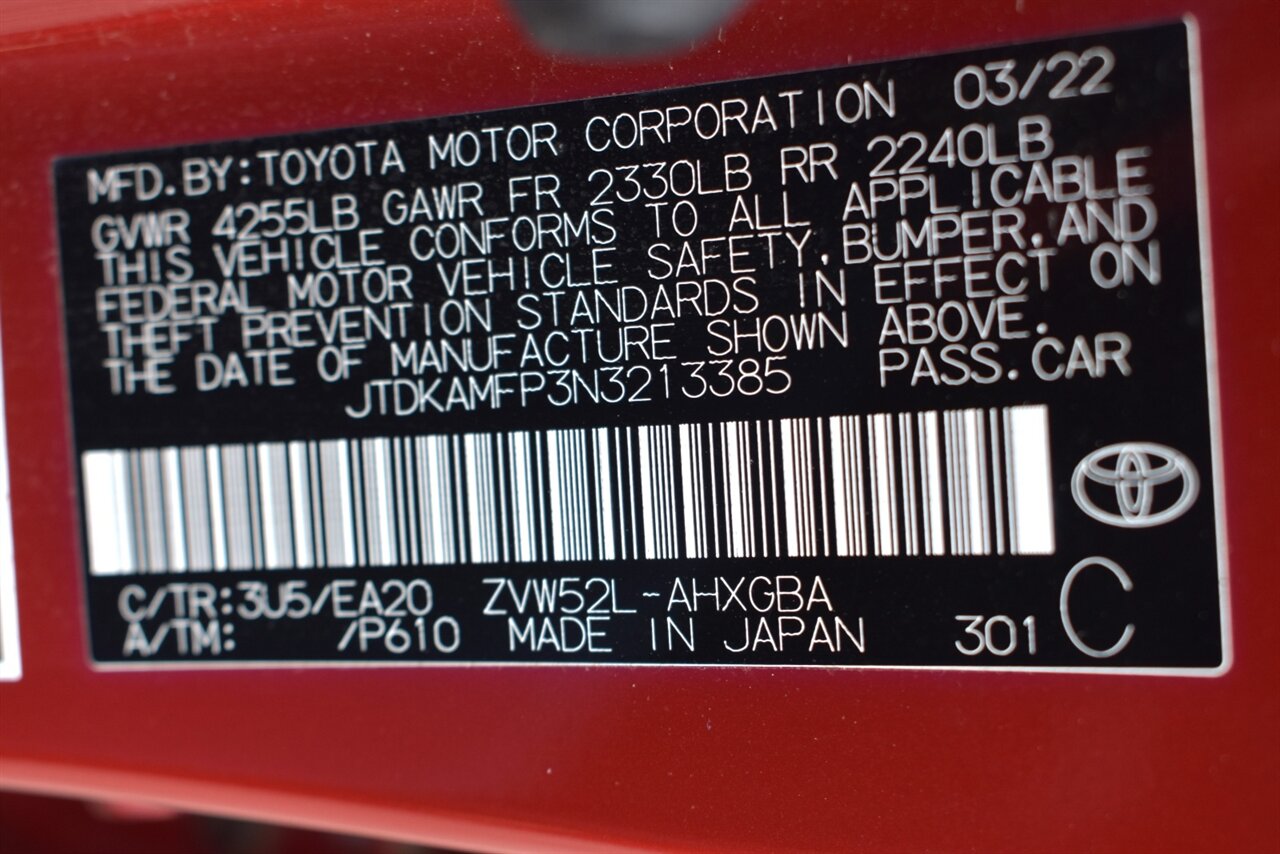 MFD.BY:TOYOTA MOTOR CORPORATION 03/22
GVWR 4255LB GAWR FR 2330LB RR 2240LB
THIS VEHICLE CONFORMS TO ALL APPLICABLE
FEDERAL MOTOR VEHICLE SAFETY,BUMPER,AND
THEFT PREVENTION STANDARDS IN EFFECT ON
THE DATE OF MANUFACTURE SHOWN ABOVE.
JTDKAMFP3N3213385 PASS.CAR
C/TR:3U5/EA20 ZVW52L-AHXGBA
A/TM: /P610 MADE IN JAPAN 301 C